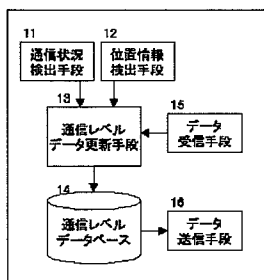 11
通信状況
検出手段
12
位置情報
検出手段
13
通信レベル
データ更新手段
15
データ
受信手段
14
通信レベル
データベース
16
データ
送信手段